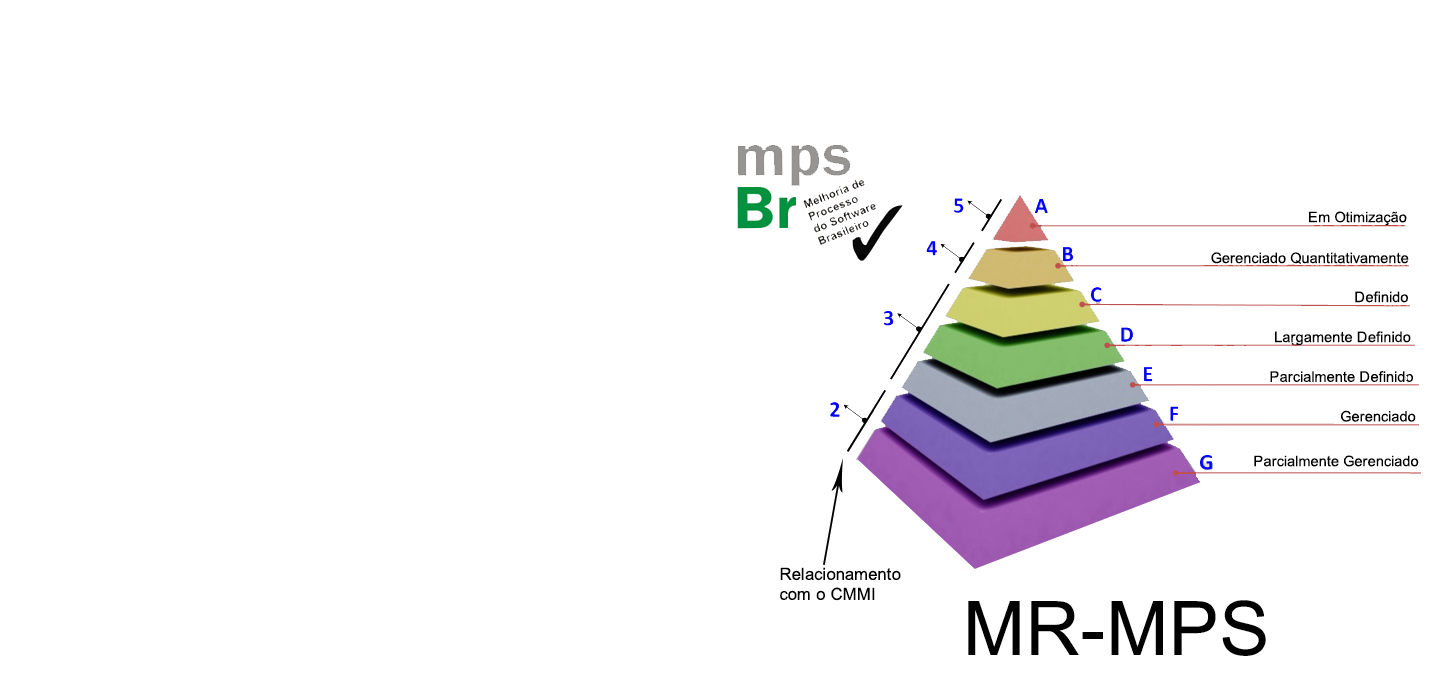 mps
Br
Melhoria de
Processo
do Software
Brasileiro
5
A
Em Otimização
4
B
Gerenciado Quantitativamente
C
Definido
3
D
Largamente Definido
E
Parcialmente Definido
2
F
Gerenciado
G
Parcialmente Gerenciado
Relacionamento
com o CMMI
MR-MPS